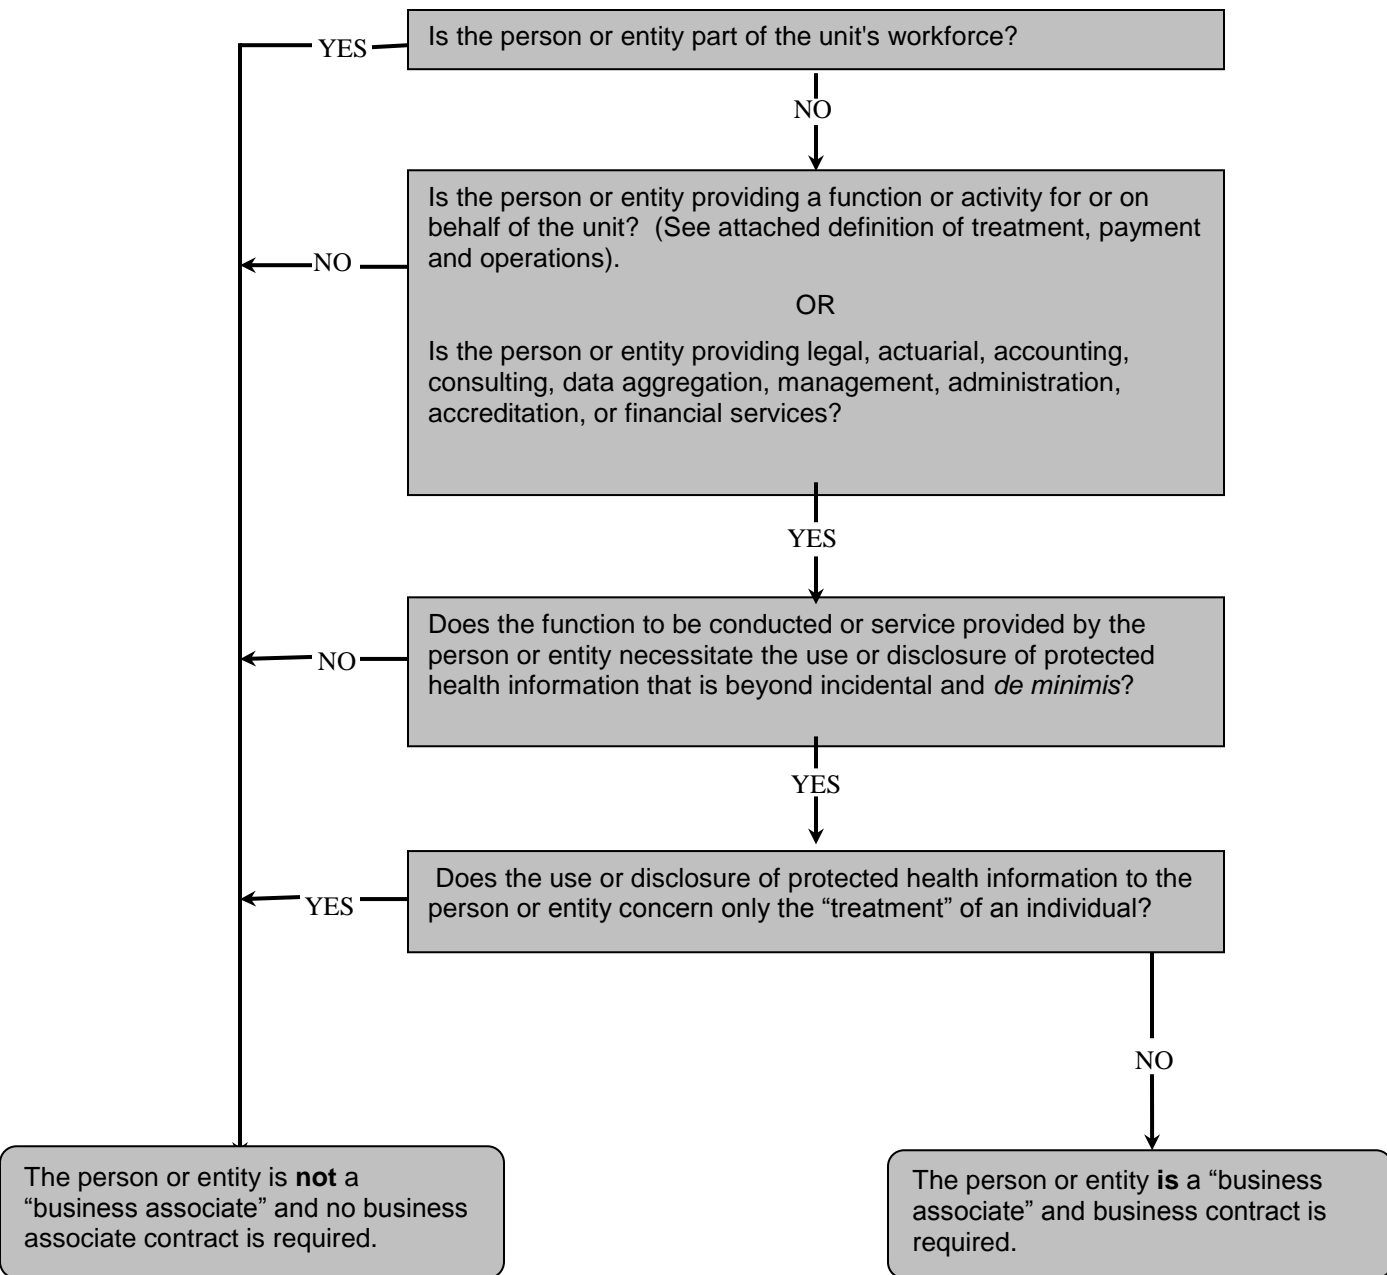 Is the person or entity part of the unit's workforce?
YES
NO
Is the person or entity providing a function or activity for or on
behalf of the unit?  (See attached definition of treatment, payment
and operations).
NO
OR
Is the person or entity providing legal, actuarial, accounting,
consulting, data aggregation, management, administration,
accreditation, or financial services?
YES
Does the function to be conducted or service provided by the
person or entity necessitate the use or disclosure of protected
health information that is beyond incidental and de minimis?
NO
YES
Does the use or disclosure of protected health information to the
person or entity concern only the “treatment” of an individual?
YES
NO
The person or entity is not a
“business associate” and no business
associate contract is required.
The person or entity is a “business
associate” and business contract is
required.